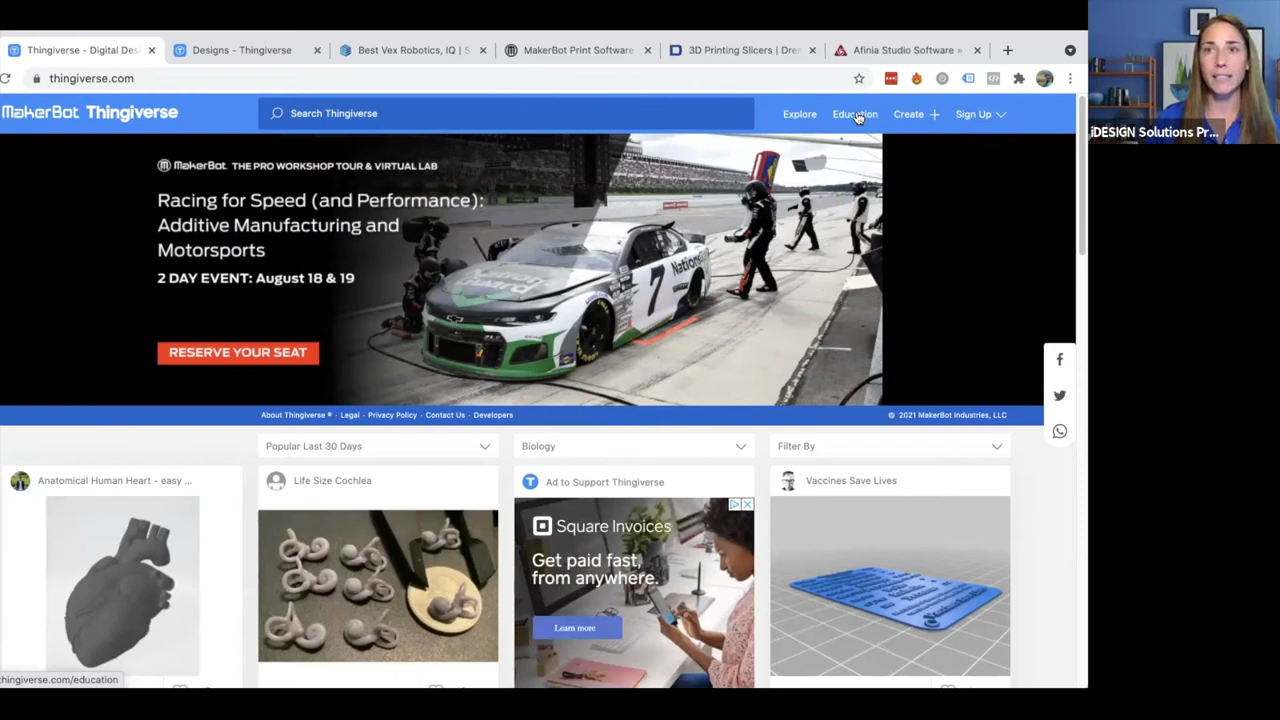 Thingiverse - Digital Des
Designs - Thingiverse
Best Vex Robotics, IQ | S
MakerBot Print Software
3D Printing Slicers | Drem
Afinia Studio Software »
thingiverse.com
MakerBot Thingiverse
Search Thingiverse
Explore
Education
Create
Sign Up
iDESIGN Solutions Pr...
MakerBot THE PRO WORKSHOP TOUR & VIRTUAL LAB
Racing for Speed (and Performance):
Additive Manufacturing and
Motorsports
2 DAY EVENT: August 18 & 19
RESERVE YOUR SEAT
7
Nations
About Thingiverse ® · Legal · Privacy Policy · Contact Us · Developers
© 2021 MakerBot Industries, LLC
Popular Last 30 Days
Biology
Filter By
Anatomical Human Heart - easy ...
Life Size Cochlea
Ad to Support Thingiverse
Vaccines Save Lives
Square Invoices
Get paid fast,
from anywhere.
Learn more
thingiverse.com/education